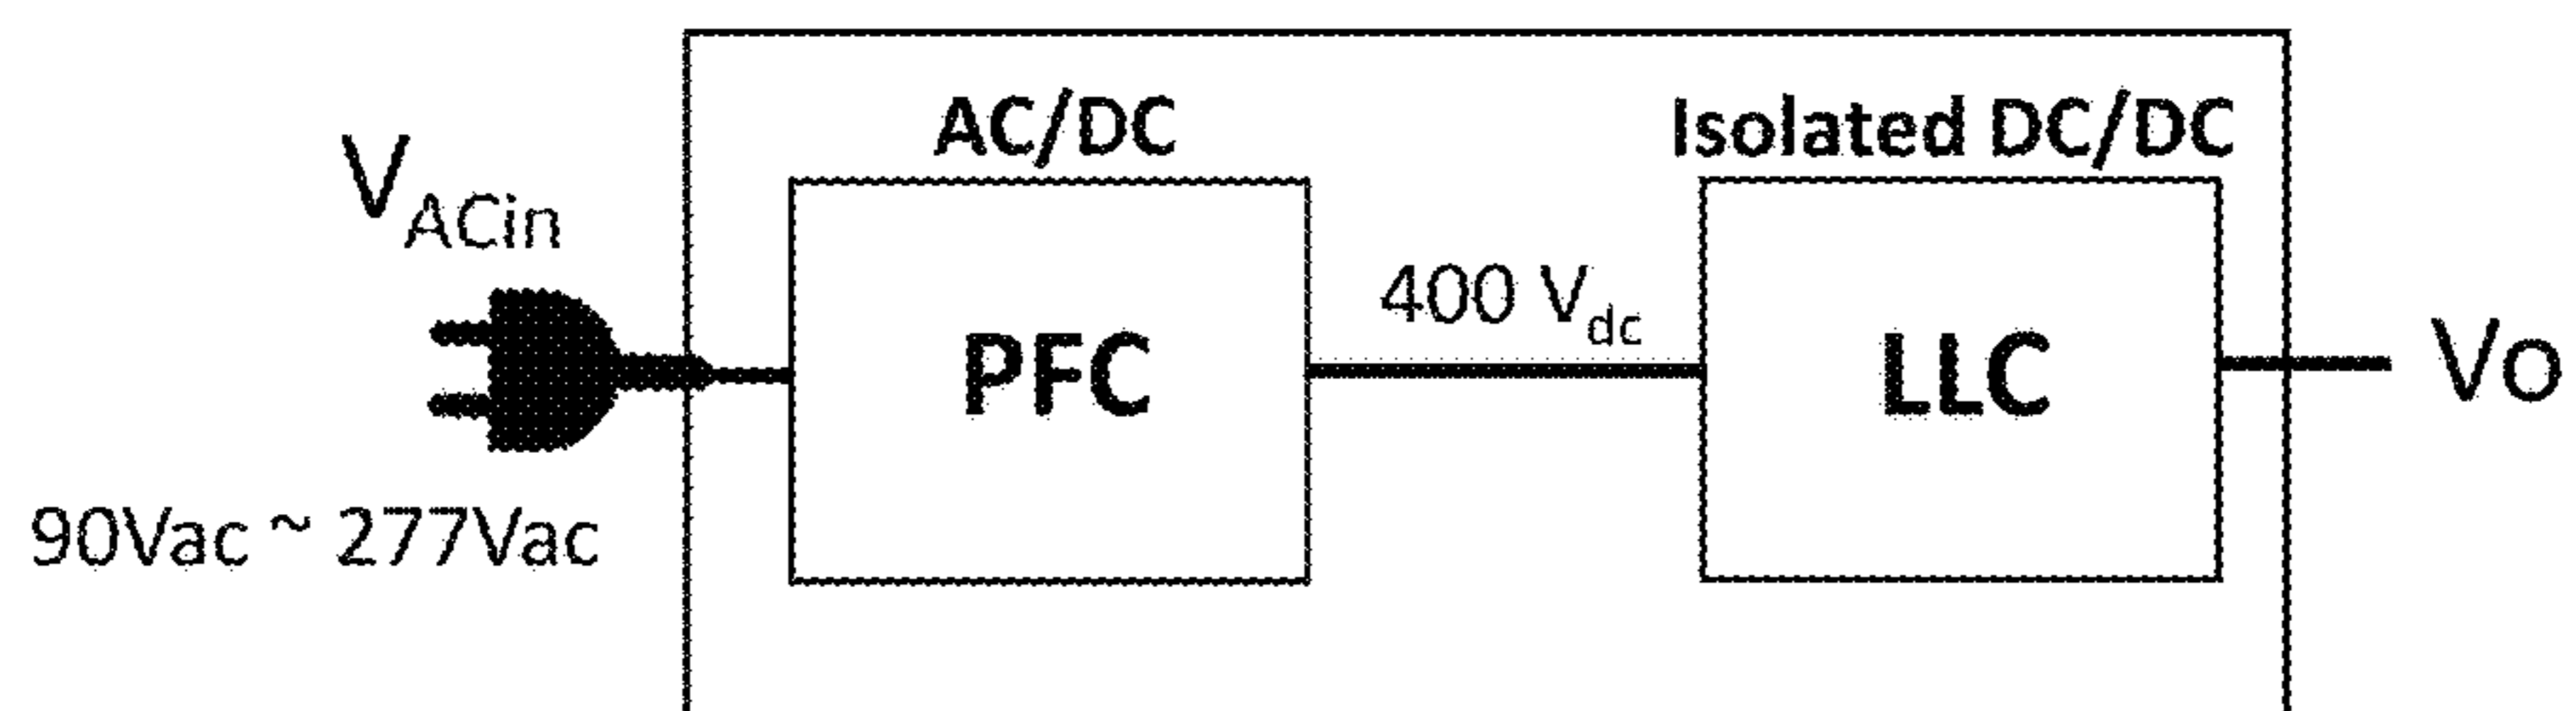 AC/DC
Isolated DC/DC
VACin
400 Vdc
PFC
LLC
Vo
90Vac ~ 277Vac